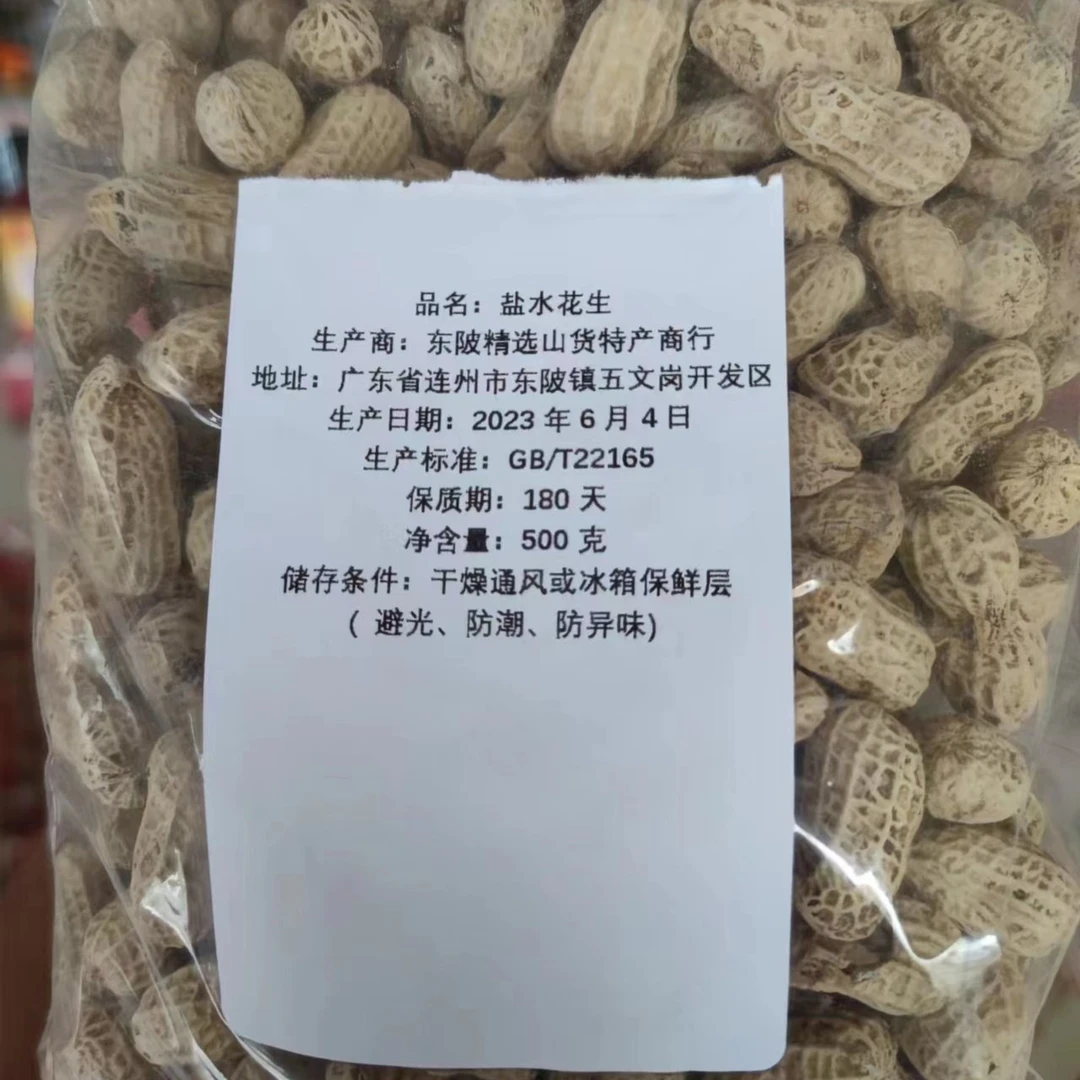 品名：盐水花生
生产商：东陂精选山货特产商行
地址：广东省连州市东陂镇五文岗开发区
生产日期：2023 年 6 月 4 日
生产标准：GB/T22165
保质期：180 天
净含量：500 克
储存条件：干燥通风或冰箱保鲜层
( 避光、防潮、防异味)